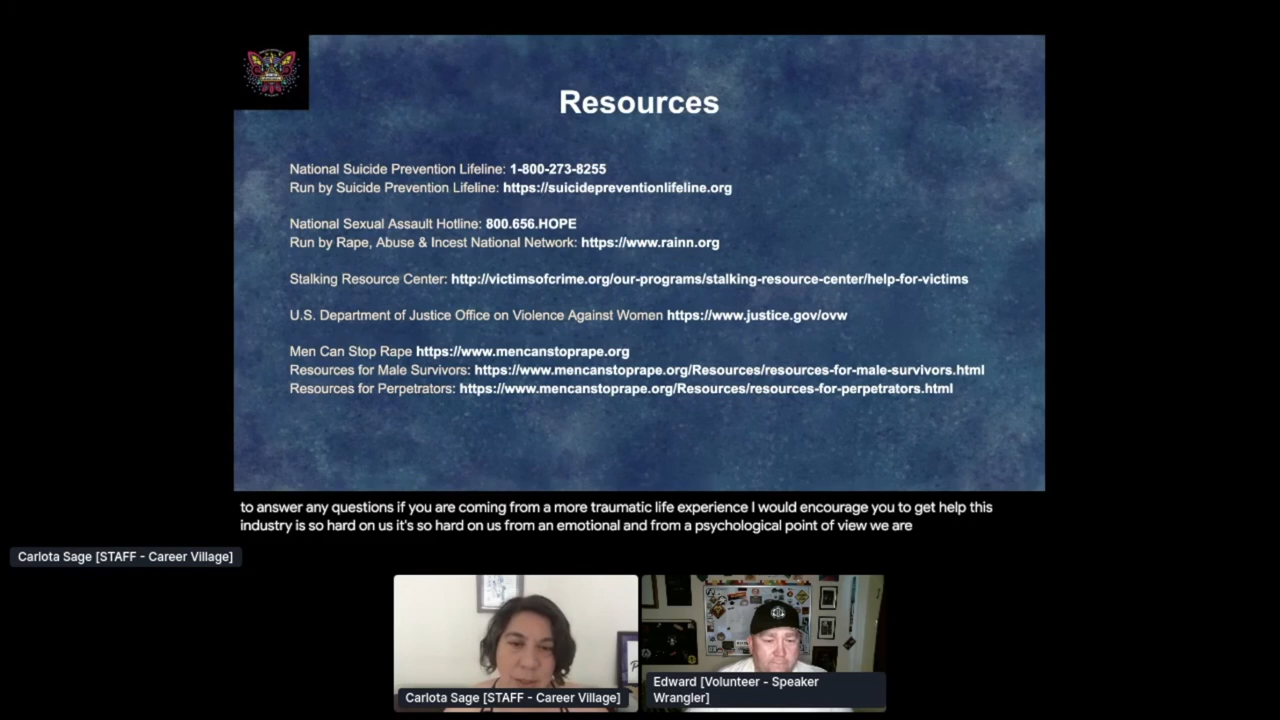 Resources
National Suicide Prevention Lifeline: 1-800-273-8255
Run by Suicide Prevention Lifeline: https://suicidepreventionlifeline.org
National Sexual Assault Hotline: 800.656.HOPE
Run by Rape, Abuse & Incest National Network: https://www.rainn.org
Stalking Resource Center: http://victimsofcrime.org/our-programs/stalking-resource-center/help-for-victims
U.S. Department of Justice Office on Violence Against Women https://www.justice.gov/ovw
Men Can Stop Rape https://www.mencanstoprape.org
Resources for Male Survivors: https://www.mencanstoprape.org/Resources/resources-for-male-survivors.html
Resources for Perpetrators: https://www.mencanstoprape.org/Resources/resources-for-perpetrators.html
to answer any questions if you are coming from a more traumatic life experience I would encourage you to get help this
industry is so hard on us it's so hard on us from an emotional and from a psychological point of view we are
Carlota Sage [STAFF - Career Village]
Carlota Sage [STAFF - Career Village]
Edward [Volunteer - Speaker
Wrangler]